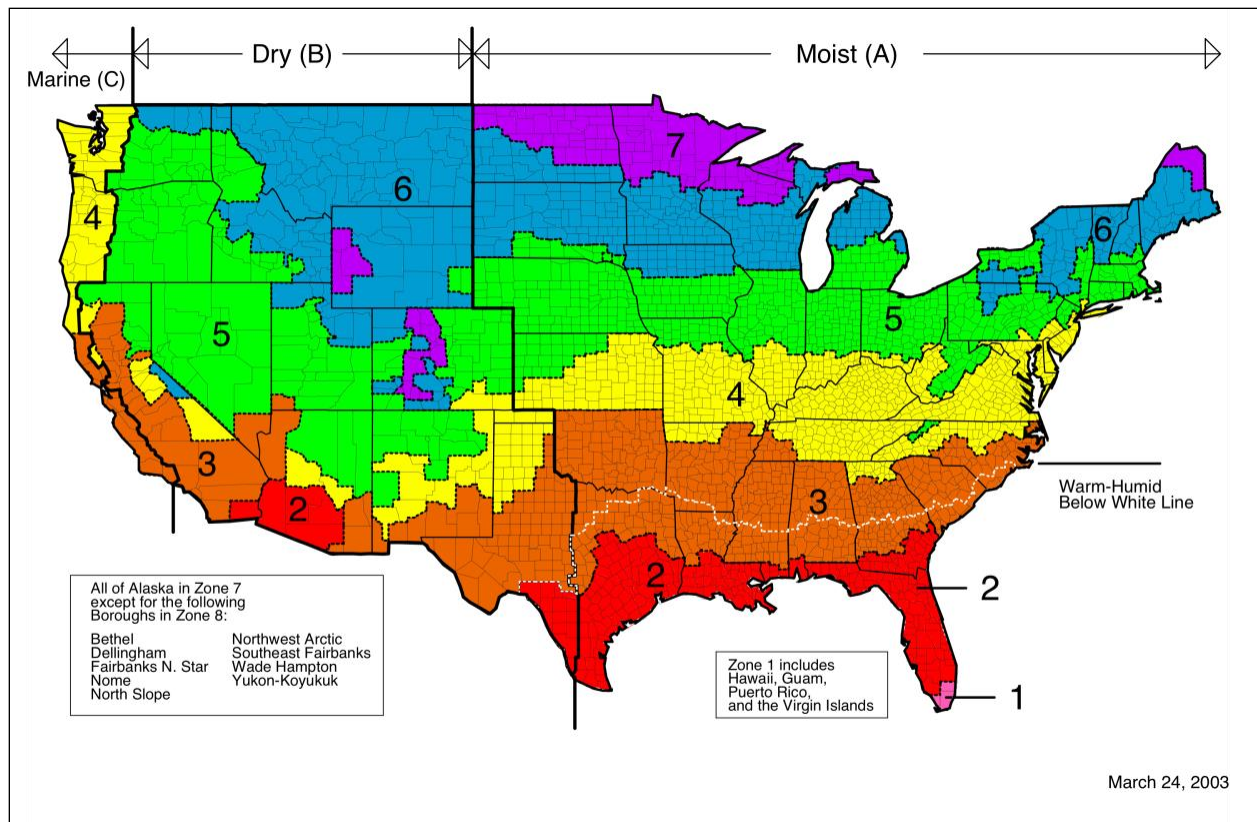 Marine (C)
Dry (B)
Moist (A)
7
6
4
6
5
5
4
3
3
2
2
Warm-Humid
Below White Line
2
1
All of Alaska in Zone 7
except for the following
Boroughs in Zone 8:
Bethel
Dellingham
Fairbanks N. Star
Nome
North Slope
Northwest Arctic
Southeast Fairbanks
Wade Hampton
Yukon-Koyukuk
Zone 1 includes
Hawaii, Guam,
Puerto Rico,
and the Virgin Islands
March 24, 2003